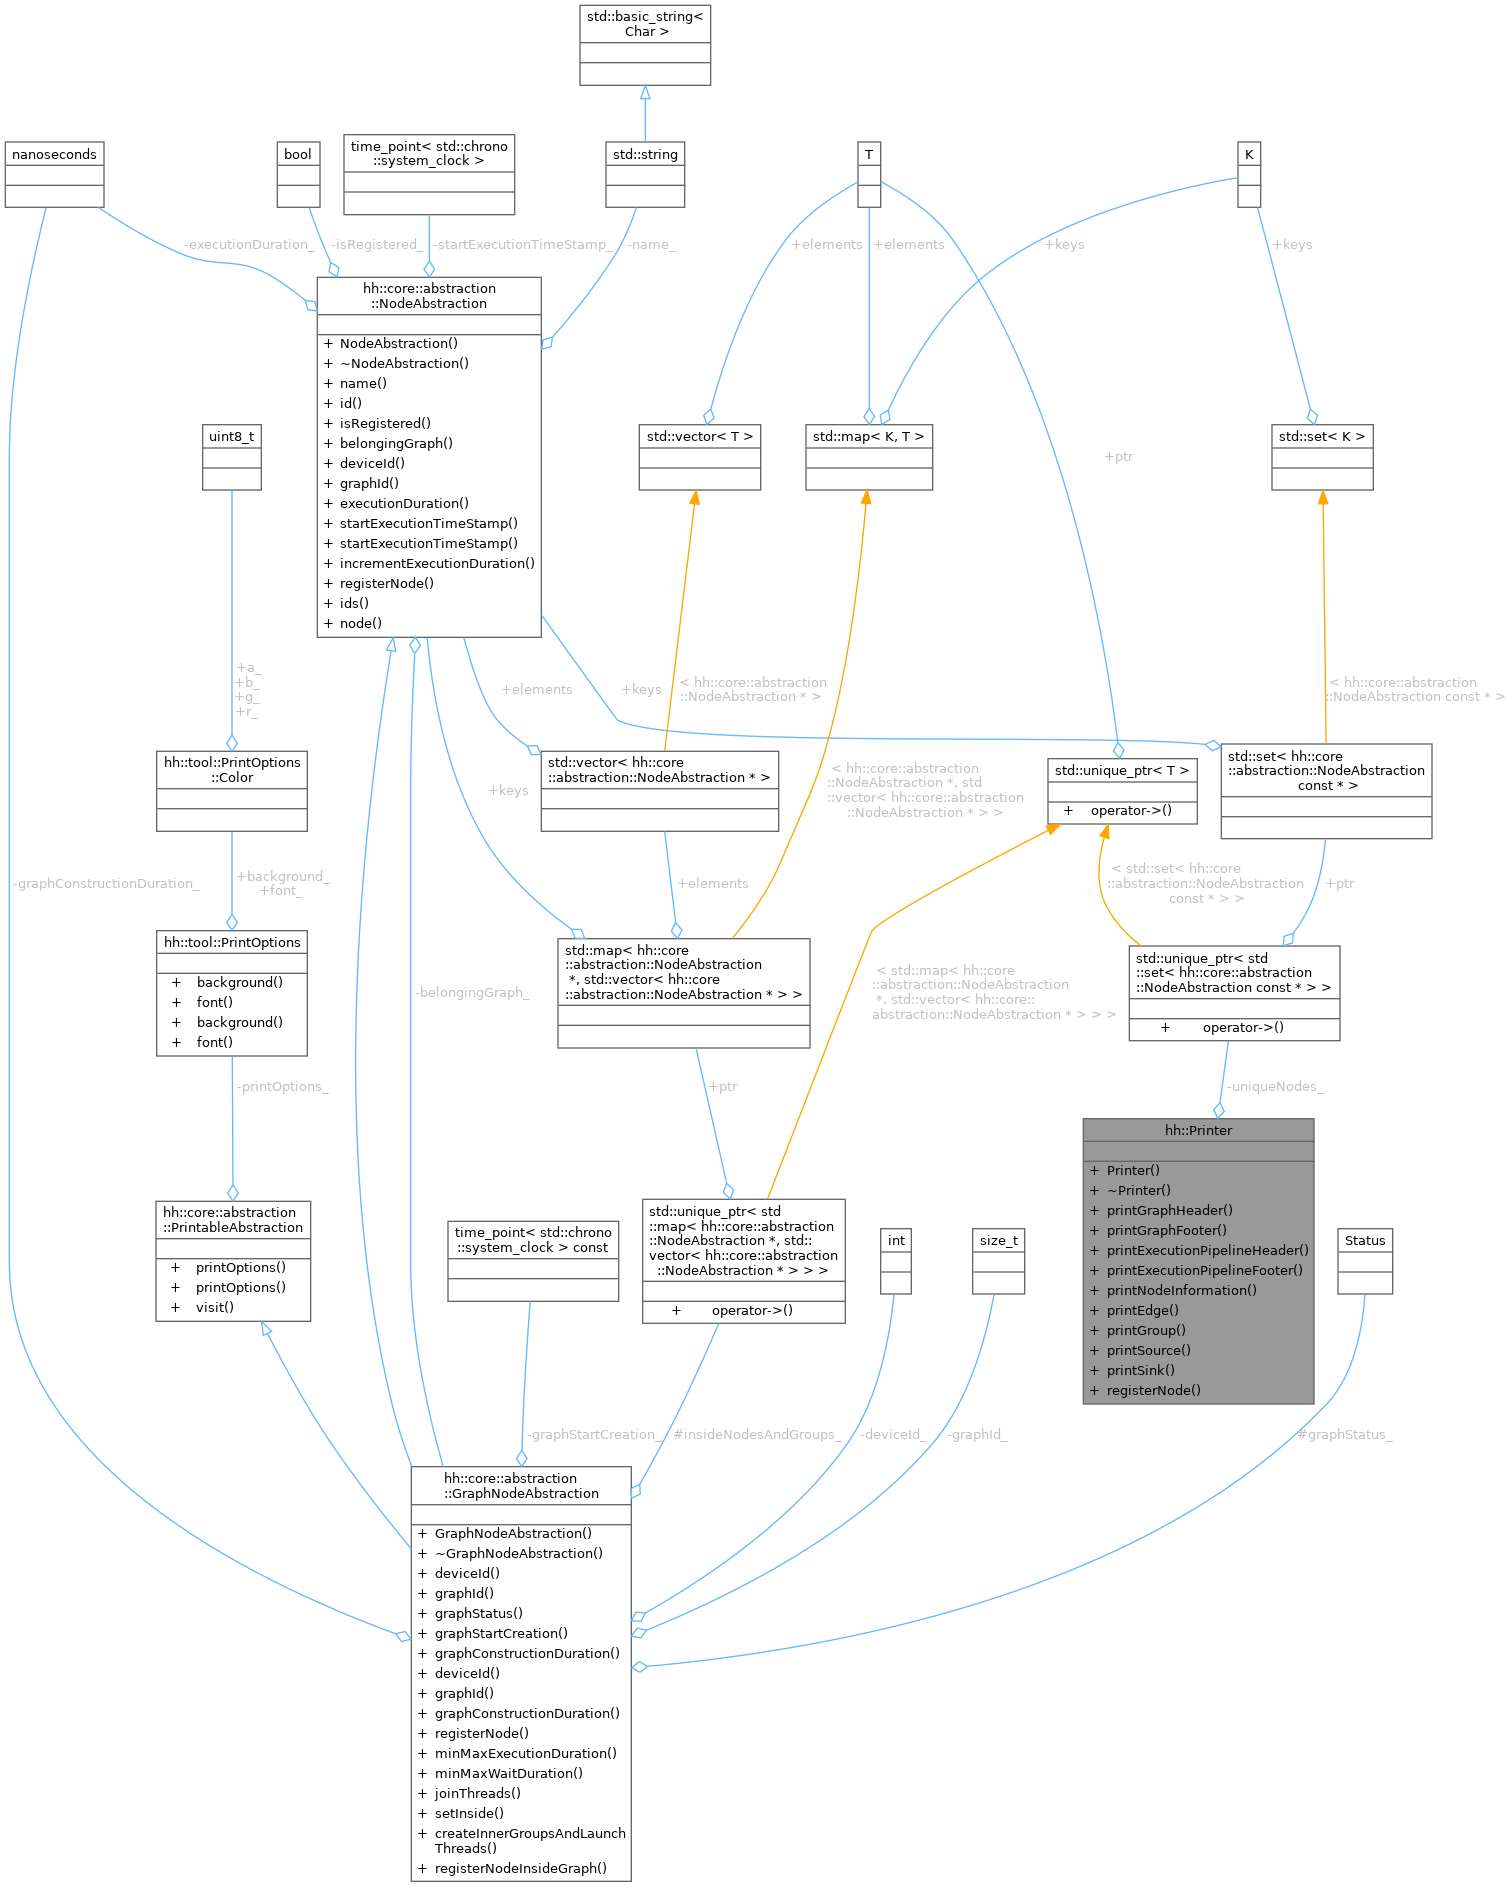 std::basic_string<
Char >
nanoseconds
bool
time_point< std::chrono
::system_clock >
std::string
T
K
-executionDuration_
-isRegistered_
-startExecutionTimeStamp_
-name_
+elements
+elements
+keys
+keys
hh::core::abstraction
::NodeAbstraction
+ NodeAbstraction()
+ ~NodeAbstraction()
+ name()
+ id()
+ isRegistered()
+ belongingGraph()
+ deviceId()
+ graphId()
+ executionDuration()
+ startExecutionTimeStamp()
+ startExecutionTimeStamp()
+ incrementExecutionDuration()
+ registerNode()
+ ids()
+ node()
uint8_t
std::vector< T >
std::map< K, T >
std::set< K >
+ptr
+a_
+b_
+g_
+r_
+elements
+keys
< hh::core::abstraction
::NodeAbstraction * >
< hh::core::abstraction
::NodeAbstraction const * >
hh::tool::PrintOptions
::Color
+keys
std::vector< hh::core
::abstraction::NodeAbstraction * >
< hh::core::abstraction
::NodeAbstraction *, std
::vector< hh::core::abstraction
::NodeAbstraction * > >
std::unique_ptr< T >
+ operator->()
std::set< hh::core
::abstraction::NodeAbstraction
const * >
-graphConstructionDuration_
+background_
+font_
+elements
< std::set< hh::core
::abstraction::NodeAbstraction
const * > >
+ptr
hh::tool::PrintOptions
+ background()
+ font()
+ background()
+ font()
-belongingGraph_
std::map< hh::core
::abstraction::NodeAbstraction
*, std::vector< hh::core
::abstraction::NodeAbstraction * > >
< std::map< hh::core
::abstraction::NodeAbstraction
*, std::vector< hh::core::
abstraction::NodeAbstraction * > > >
std::unique_ptr< std
::set< hh::core::abstraction
::NodeAbstraction const * > >
+ operator->()
-printOptions_
+ptr
-uniqueNodes_
hh::Printer
+ Printer()
+ ~Printer()
+ printGraphHeader()
+ printGraphFooter()
+ printExecutionPipelineHeader()
+ printExecutionPipelineFooter()
+ printNodeInformation()
+ printEdge()
+ printGroup()
+ printSource()
+ printSink()
+ registerNode()
hh::core::abstraction
::PrintableAbstraction
+ printOptions()
+ printOptions()
+ visit()
time_point< std::chrono
::system_clock > const
std::unique_ptr< std
::map< hh::core::abstraction
::NodeAbstraction *, std::
vector< hh::core::abstraction
::NodeAbstraction * > > >
+ operator->()
int
size_t
Status
-graphStartCreation_
#insideNodesAndGroups_
-deviceId_
-graphId_
#graphStatus_
hh::core::abstraction
::GraphNodeAbstraction
+ GraphNodeAbstraction()
+ ~GraphNodeAbstraction()
+ deviceId()
+ graphId()
+ graphStatus()
+ graphStartCreation()
+ graphConstructionDuration()
+ deviceId()
+ graphId()
+ graphConstructionDuration()
+ registerNode()
+ minMaxExecutionDuration()
+ minMaxWaitDuration()
+ joinThreads()
+ setInside()
+ createInnerGroupsAndLaunch
Threads()
+ registerNodeInsideGraph()